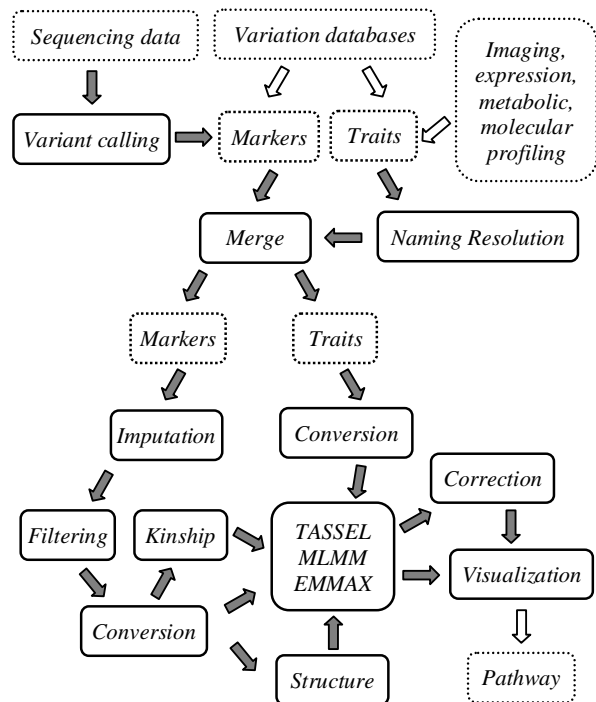 Sequencing data
Variation databases
Imaging,
expression,
metabolic,
molecular
profiling
Variant calling
Markers
Traits
Merge
Naming Resolution
Markers
Traits
Imputation
Conversion
Correction
Filtering
Kinship
TASSEL
MLMM
EMMAX
Visualization
Conversion
Structure
Pathway